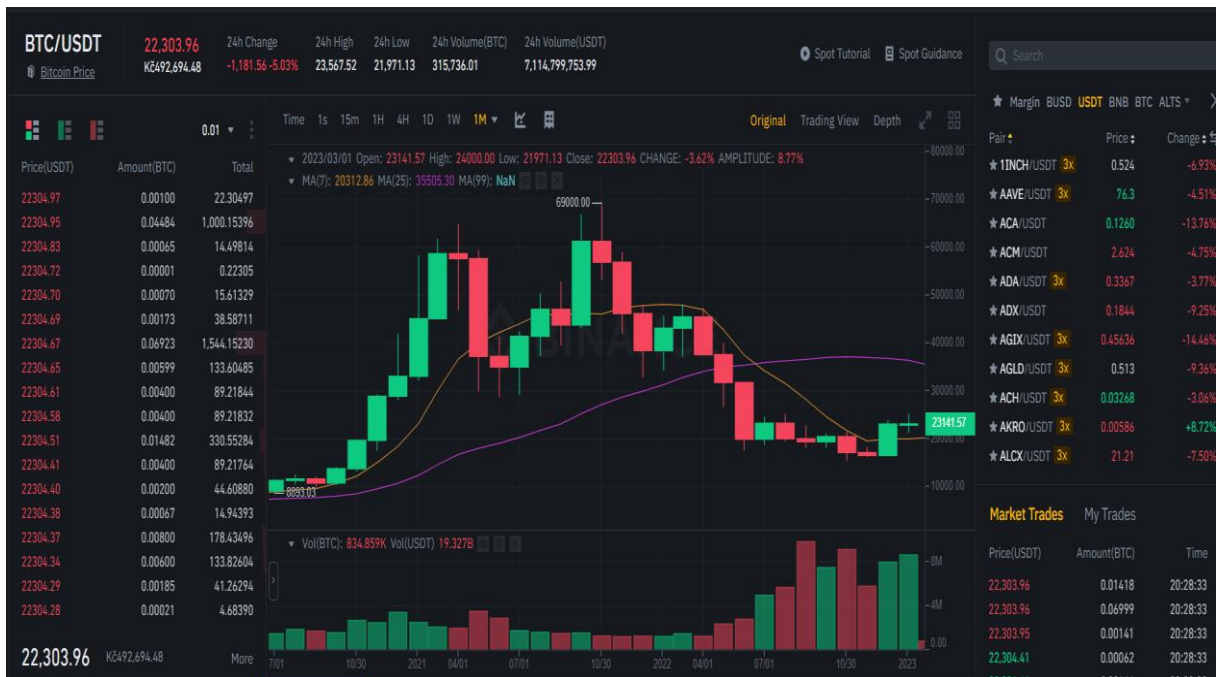 BTC/USDT
Bitcoin Price
22,303.96
Kč492,694.48
24h Change
-1,181.56 -5.03%
24h High
23,567.52
24h Low
21,971.13
24h Volume(BTC)
315,736.01
24h Volume(USDT)
7,114,799,753.99
Spot Tutorial Spot Guidance
0.01
Price(USDT) Amount(BTC) Total
22304.97 0.00100 22.30497
22304.95 0.04484 1,000.15396
22304.83 0.00065 14.49814
22304.72 0.00001 0.22305
22304.70 0.00070 15.61329
22304.69 0.00173 38.58711
22304.67 0.06923 1,544.15230
22304.65 0.00599 133.60485
22304.61 0.00400 89.21844
22304.58 0.00400 89.21832
22304.51 0.01482 330.55284
22304.41 0.00400 89.21764
22304.40 0.00200 44.60880
22304.38 0.00067 14.94393
22304.37 0.00800 178.43496
22304.34 0.00600 133.82604
22304.29 0.00185 41.26294
22304.28 0.00021 4.68390
22,303.96 Kč492,694.48 More
Time 1s 15m 1H 4H 1D 1W 1M
Original Trading View Depth
2023/03/01 Open: 23141.57 High: 24000.00 Low: 21971.13 Close: 22303.96 CHANGE: -3.62% AMPLITUDE: 8.77%
MA(7): 20312.86 MA(25): 35505.30 MA(99): NaN
69000.00
8893.03
80000.00
70000.00
60000.00
50000.00
40000.00
30000.00
23141.57
20000.00
10000.00
Vol(BTC): 834.859K Vol(USDT) 19.327B
8M
4M
0.00
7/01 10/30 2021 04/01 07/01 10/30 2022 04/01 07/01 10/30 2023
Search
Margin BUSD USDT BNB BTC ALTS
Pair Price Change
1INCH/USDT 3x 0.524 -6.93%
AAVE/USDT 3x 76.3 -4.51%
ACA/USDT 0.1260 -13.76%
ACM/USDT 2.624 -4.75%
ADA/USDT 3x 0.3367 -3.77%
ADX/USDT 0.1844 -9.25%
AGIX/USDT 3x 0.45636 -14.46%
AGLD/USDT 3x 0.513 -9.36%
ACH/USDT 3x 0.03268 -3.06%
AKRO/USDT 3x 0.00586 +8.72%
ALCX/USDT 3x 21.21 -7.50%
Market Trades My Trades
Price(USDT) Amount(BTC) Time
22,303.96 0.01418 20:28:33
22,303.96 0.06999 20:28:33
22,303.95 0.00141 20:28:33
22,304.41 0.00062 20:28:33